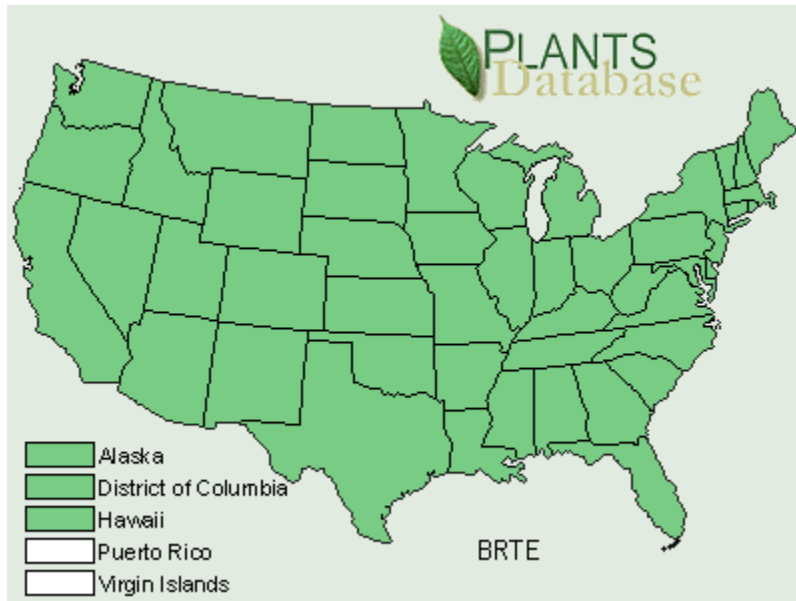 PLANTS
Database
Alaska
District of Columbia
Hawaii
Puerto Rico
Virgin Islands
BRTE